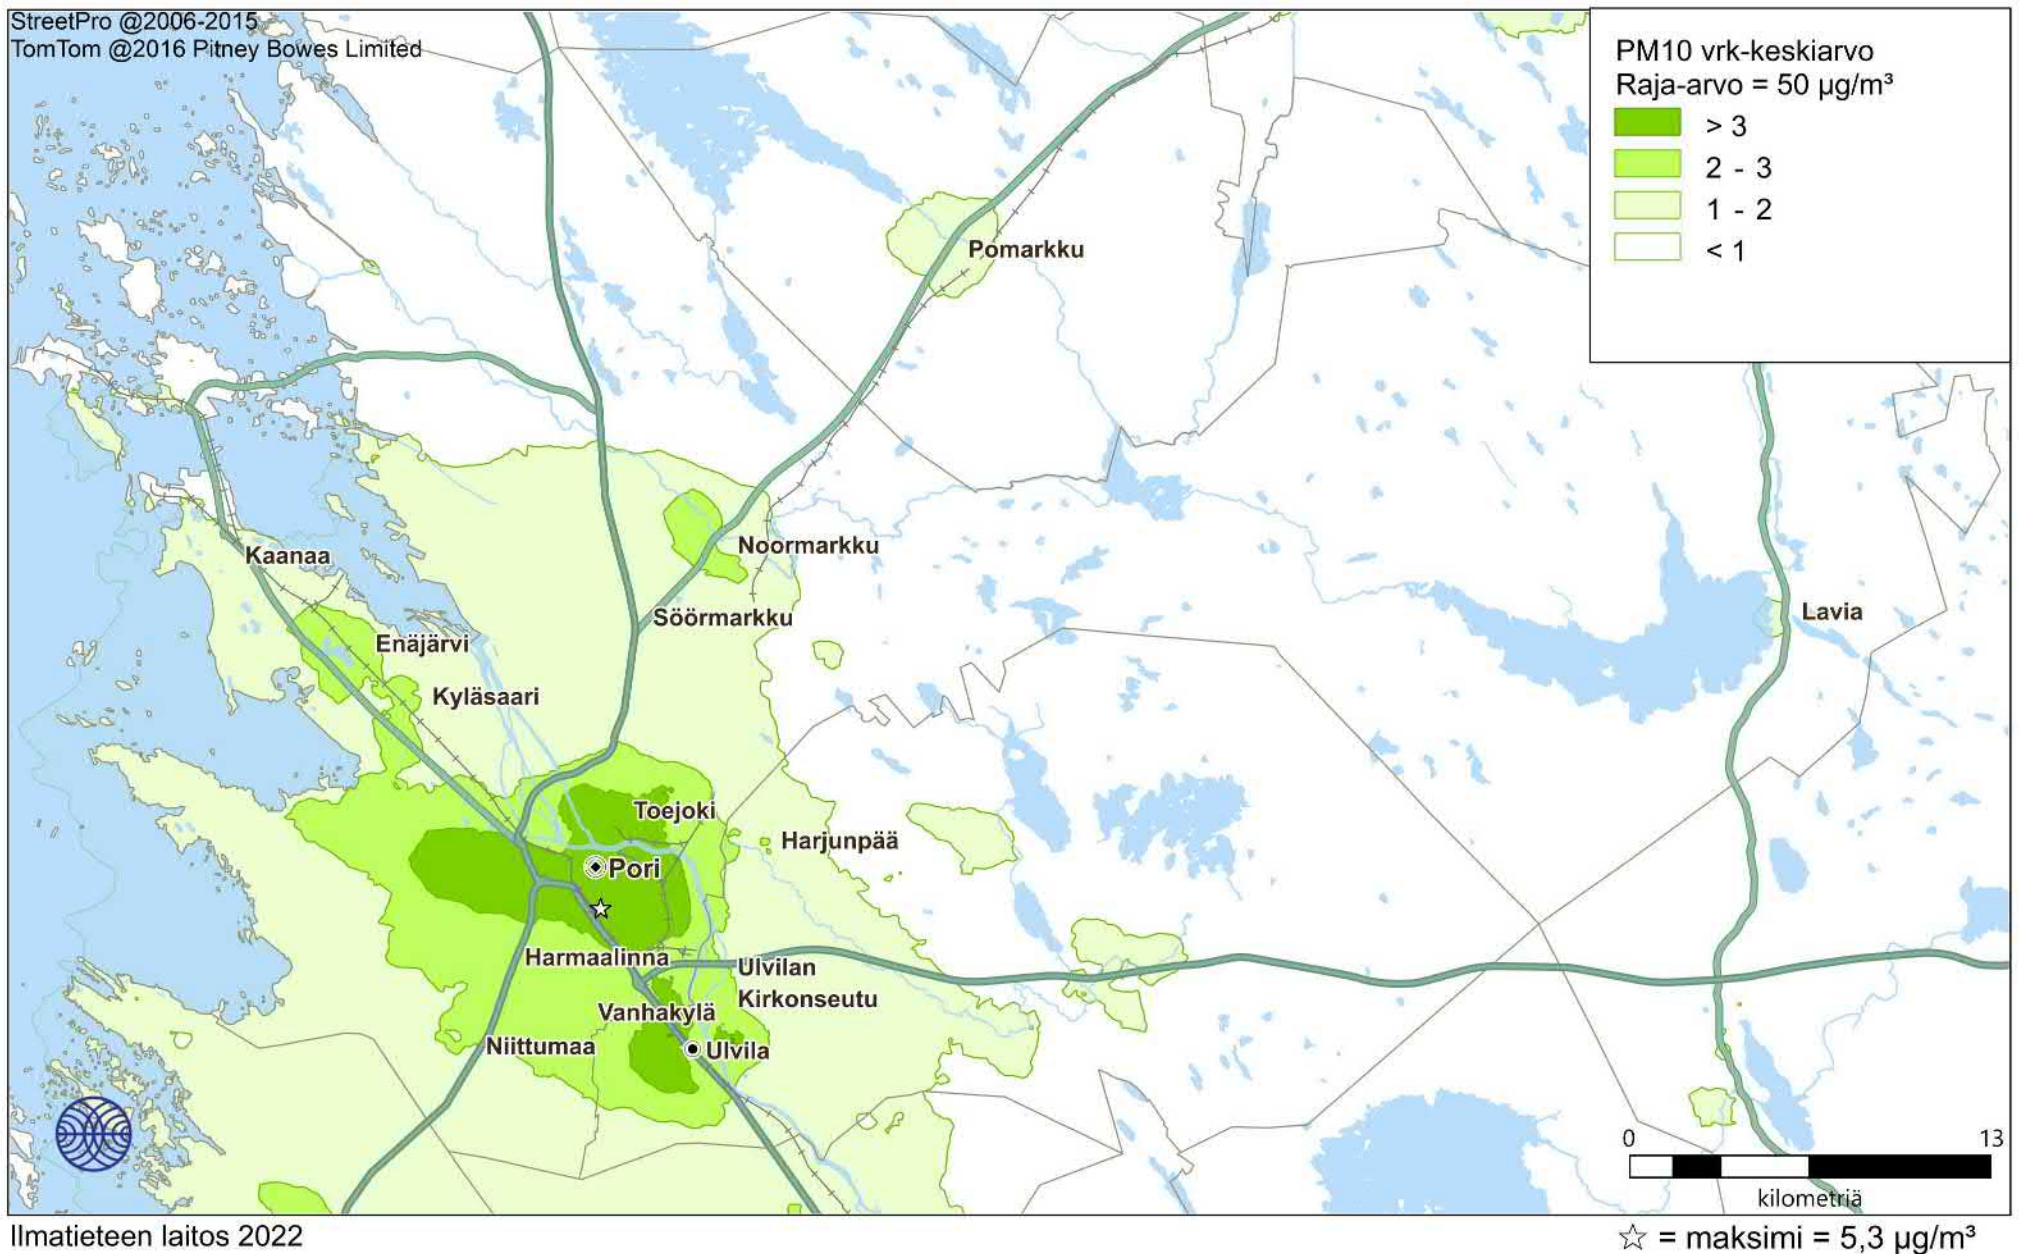 StreetPro @2006-2015
TomTom @2016 Pitney Bowes Limited
PM10 vrk-keskiarvo
Raja-arvo = 50 µg/m³
> 3
2 - 3
1 - 2
< 1
Pomarkku
Noormarkku
Kaanaa
Söörmarkku
Lavia
Enäjärvi
Kyläsaari
Toejoki
Harjunpää
Pori
Harmaalinna
Ulvilan
Kirkonseutu
Vanhakylä
Niittumaa
Ulvila
0 13
kilometriä
Ilmatieteen laitos 2022
☆ = maksimi = 5,3 µg/m³